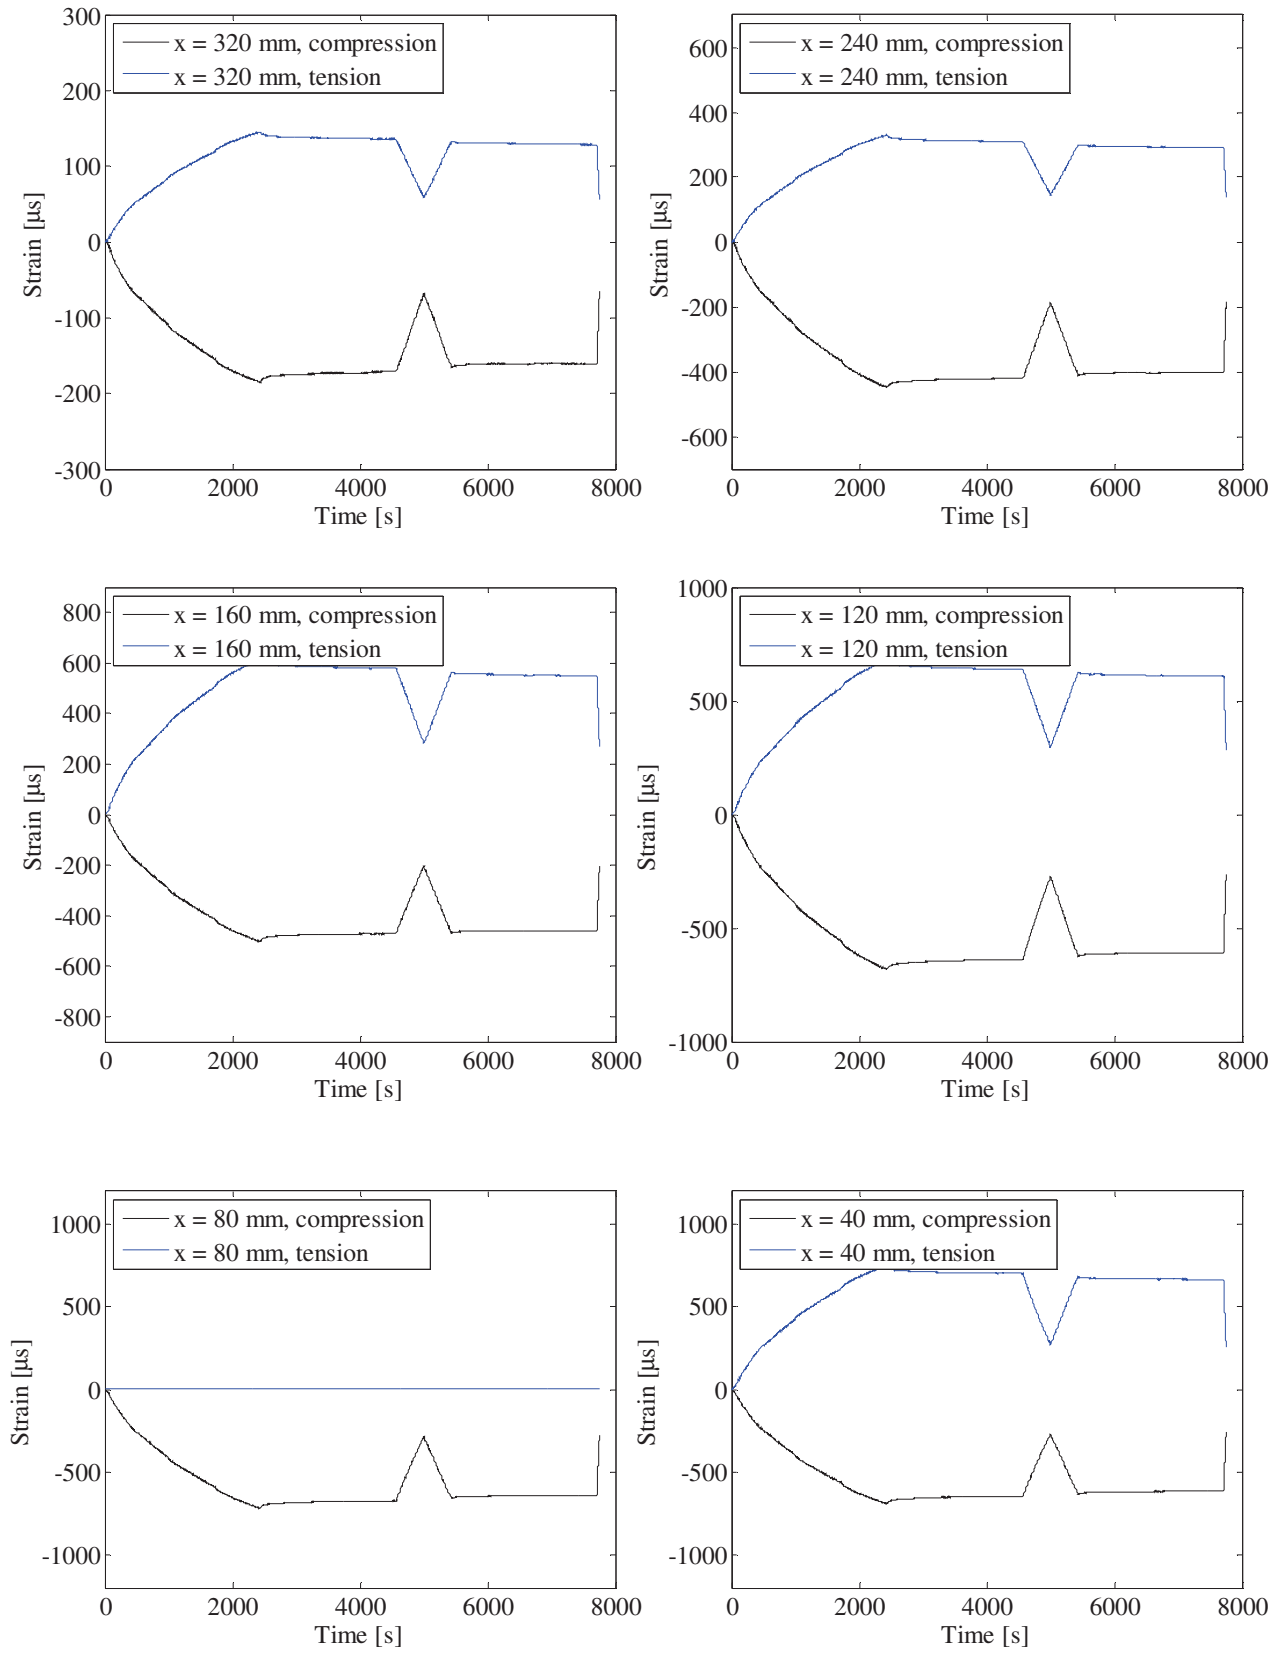 x = 320 mm, compression
x = 320 mm, tension
300
200
100
0
-100
-200
-300
Strain [μs]
0 2000 4000 6000 8000
Time [s]
x = 240 mm, compression
x = 240 mm, tension
600
400
200
0
-200
-400
-600
Strain [μs]
0 2000 4000 6000 8000
Time [s]
x = 160 mm, compression
x = 160 mm, tension
800
600
400
200
0
-200
-400
-600
-800
Strain [μs]
0 2000 4000 6000 8000
Time [s]
x = 120 mm, compression
x = 120 mm, tension
1000
500
0
-500
-1000
Strain [μs]
0 2000 4000 6000 8000
Time [s]
x = 80 mm, compression
x = 80 mm, tension
1000
500
0
-500
-1000
Strain [μs]
0 2000 4000 6000 8000
Time [s]
x = 40 mm, compression
x = 40 mm, tension
1000
500
0
-500
-1000
Strain [μs]
0 2000 4000 6000 8000
Time [s]